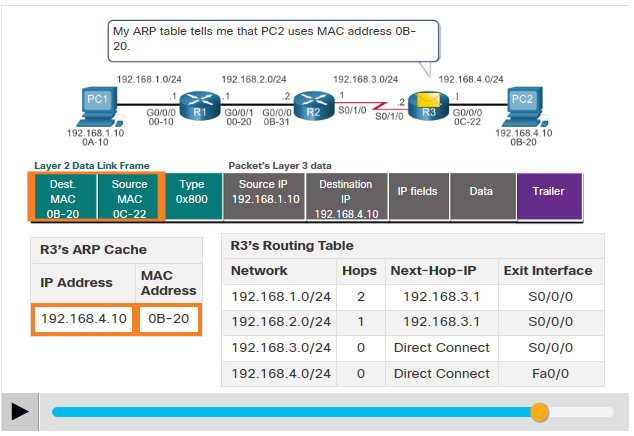 My ARP table tells me that PC2 uses MAC address 0B-
20.
192.168.1.0/24 192.168.2.0/24 192.168.3.0/24 192.168.4.0/24
PC1 .1 R1 .1 .2 R2 .1 .2 R3 .1 PC2
G0/0/0 G0/0/1 G0/0/0 S0/1/0 S0/1/0 G0/0/0
00-10 00-20 0B-31 0C-22
192.168.1.10 192.168.4.10
0A-10 0B-20
Layer 2 Data Link Frame Packet's Layer 3 data
Dest. MAC 0B-20
Source MAC 0C-22
Type 0x800
Source IP 192.168.1.10
Destination IP 192.168.4.10
IP fields
Data
Trailer
R3's ARP Cache
IP Address MAC Address
192.168.4.10 0B-20
R3's Routing Table
Network Hops Next-Hop-IP Exit Interface
192.168.1.0/24 2 192.168.3.1 S0/0/0
192.168.2.0/24 1 192.168.3.1 S0/0/0
192.168.3.0/24 0 Direct Connect S0/0/0
192.168.4.0/24 0 Direct Connect Fa0/0